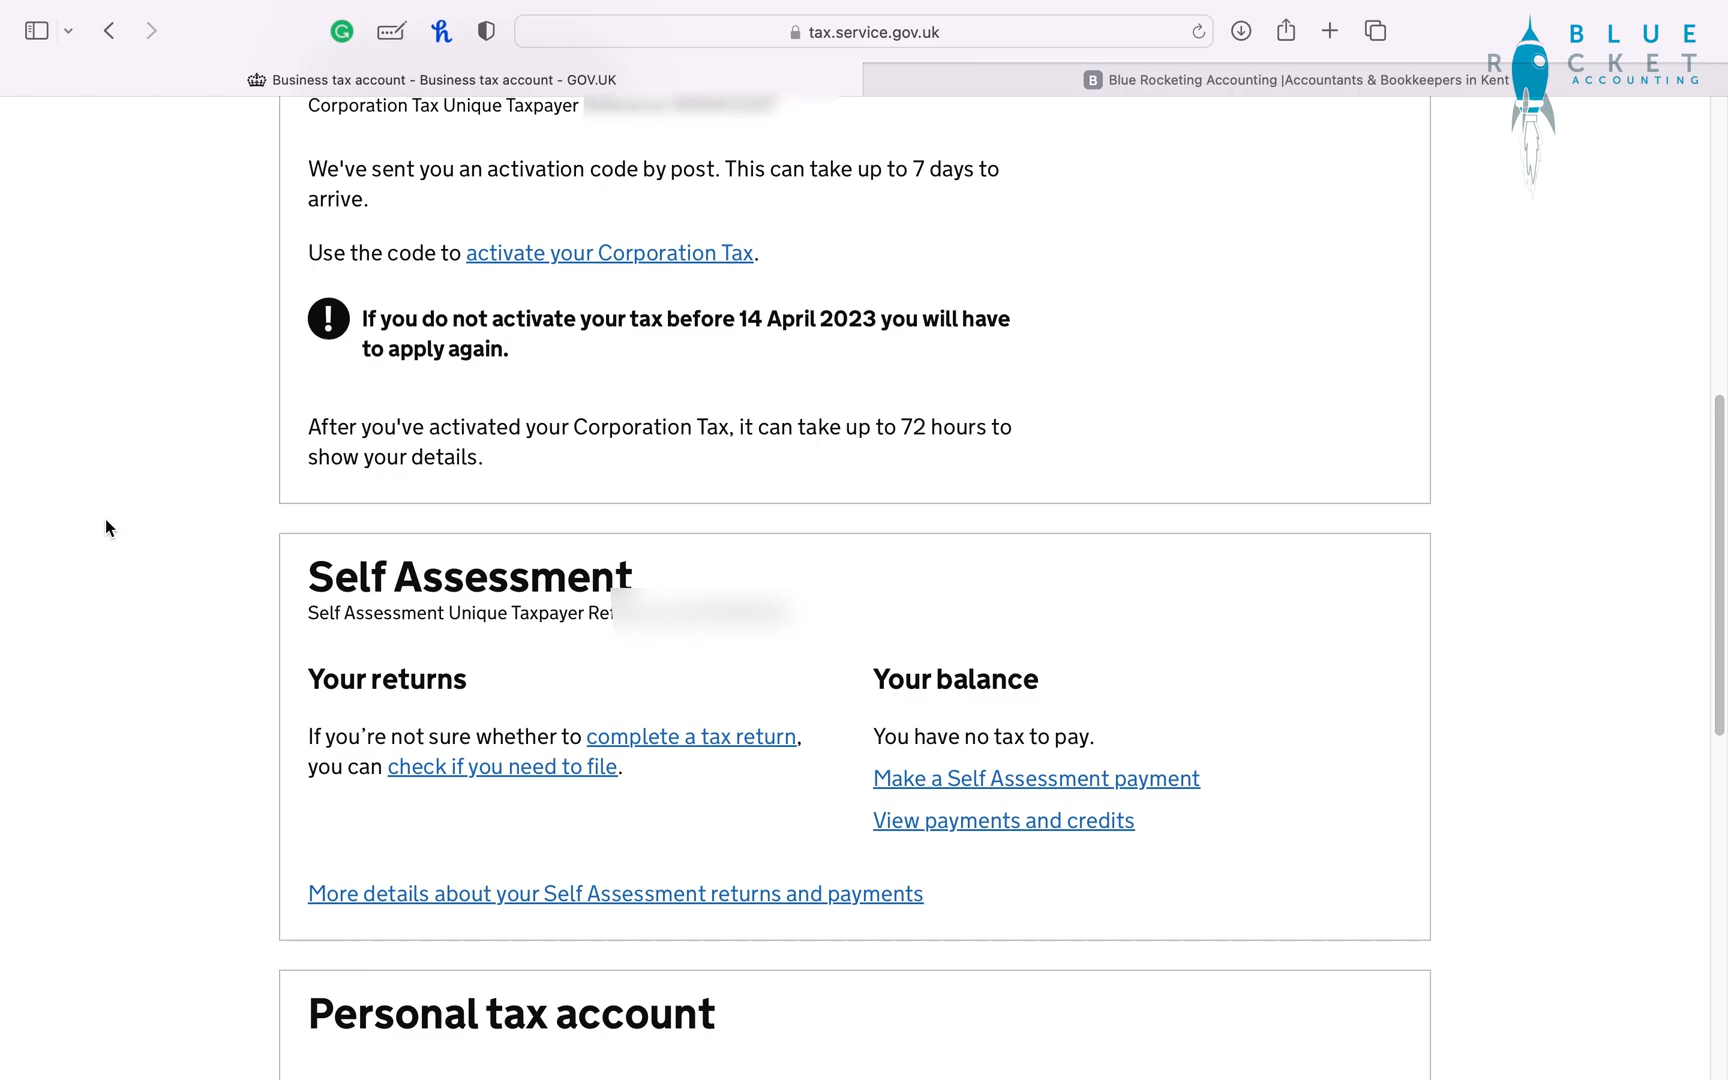 tax.service.gov.uk
BLUE
ROCKET
ACCOUNTING
Business tax account - Business tax account - GOV.UK
B Blue Rocketing Accounting |Accountants & Bookkeepers in Kent
Corporation Tax Unique Taxpayer
We've sent you an activation code by post. This can take up to 7 days to
arrive.
Use the code to activate your Corporation Tax.
! If you do not activate your tax before 14 April 2023 you will have
to apply again.
After you've activated your Corporation Tax, it can take up to 72 hours to
show your details.
Self Assessment
Self Assessment Unique Taxpayer
Your returns
If you’re not sure whether to complete a tax return,
you can check if you need to file.
Your balance
You have no tax to pay.
Make a Self Assessment payment
View payments and credits
More details about your Self Assessment returns and payments
Personal tax account